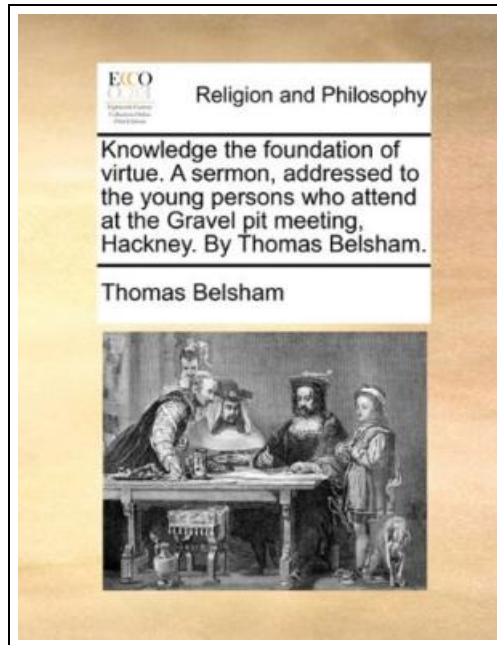 ECCO
Religion and Philosophy
Knowledge the foundation of
virtue. A sermon, addressed to
the young persons who attend
at the Gravel pit meeting,
Hackney. By Thomas Belsham.
Thomas Belsham